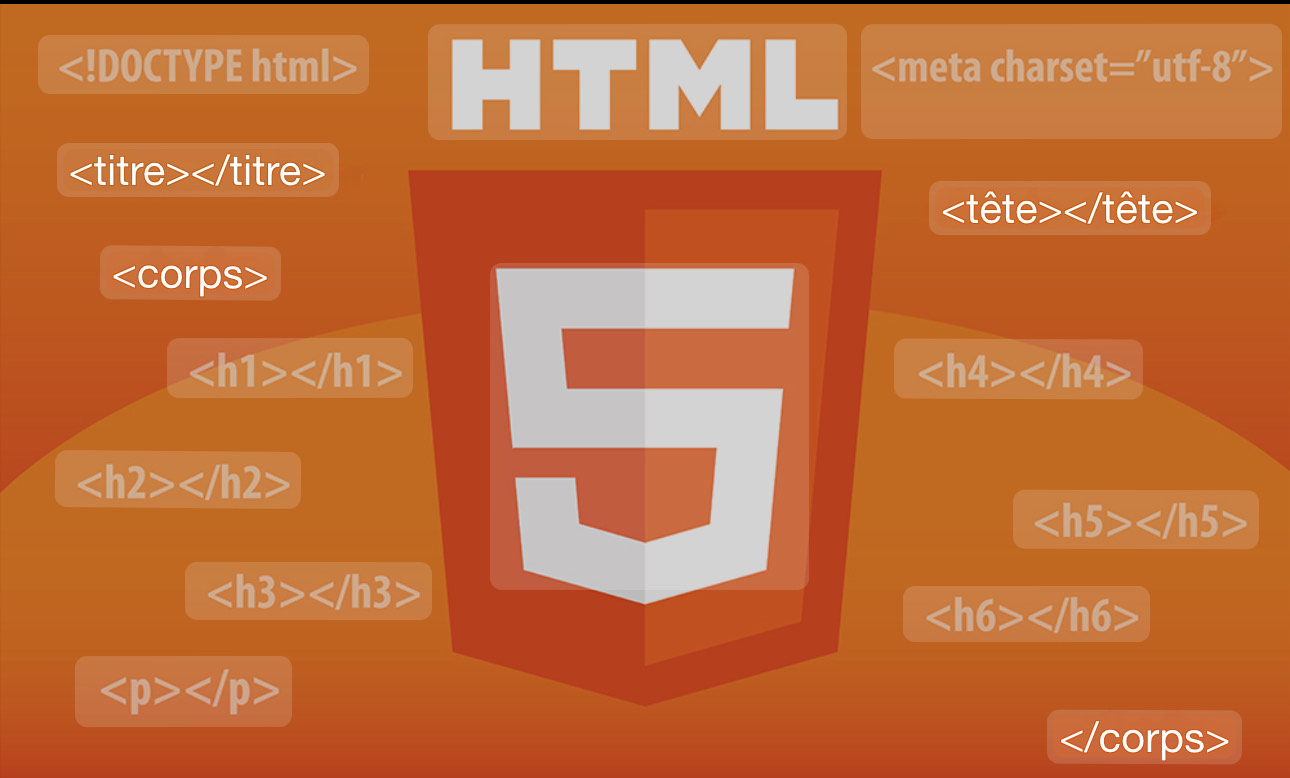 <!DOCTYPE html>
HTML
<meta charset=”utf-8”>
<titre></titre>
<tête></tête>
<corps>
<h1></h1>
<h4></h4>
<h2></h2>
<h5></h5>
<h3></h3>
<h6></h6>
<p></p>
</corps>
5